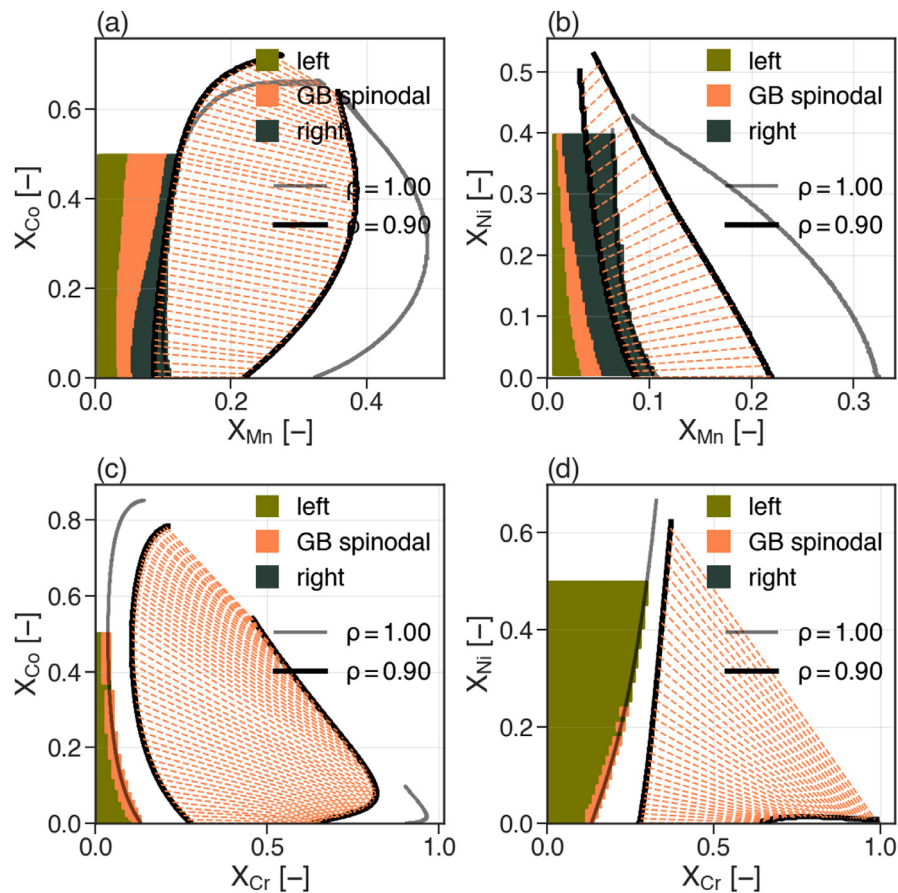 (a)
left
GB spinodal
right
ρ = 1.00
ρ = 0.90
0.6
0.4
0.2
0.0
X_Co [–]
0.0 0.2 0.4
X_Mn [–]
(b)
left
GB spinodal
right
ρ = 1.00
ρ = 0.90
0.5
0.4
0.3
0.2
0.1
0.0
X_Ni [–]
0.0 0.1 0.2 0.3
X_Mn [–]
(c)
left
GB spinodal
right
ρ = 1.00
ρ = 0.90
0.8
0.6
0.4
0.2
0.0
X_Co [–]
0.0 0.5 1.0
X_Cr [–]
(d)
left
GB spinodal
right
ρ = 1.00
ρ = 0.90
0.6
0.4
0.2
0.0
X_Ni [–]
0.0 0.5 1.0
X_Cr [–]